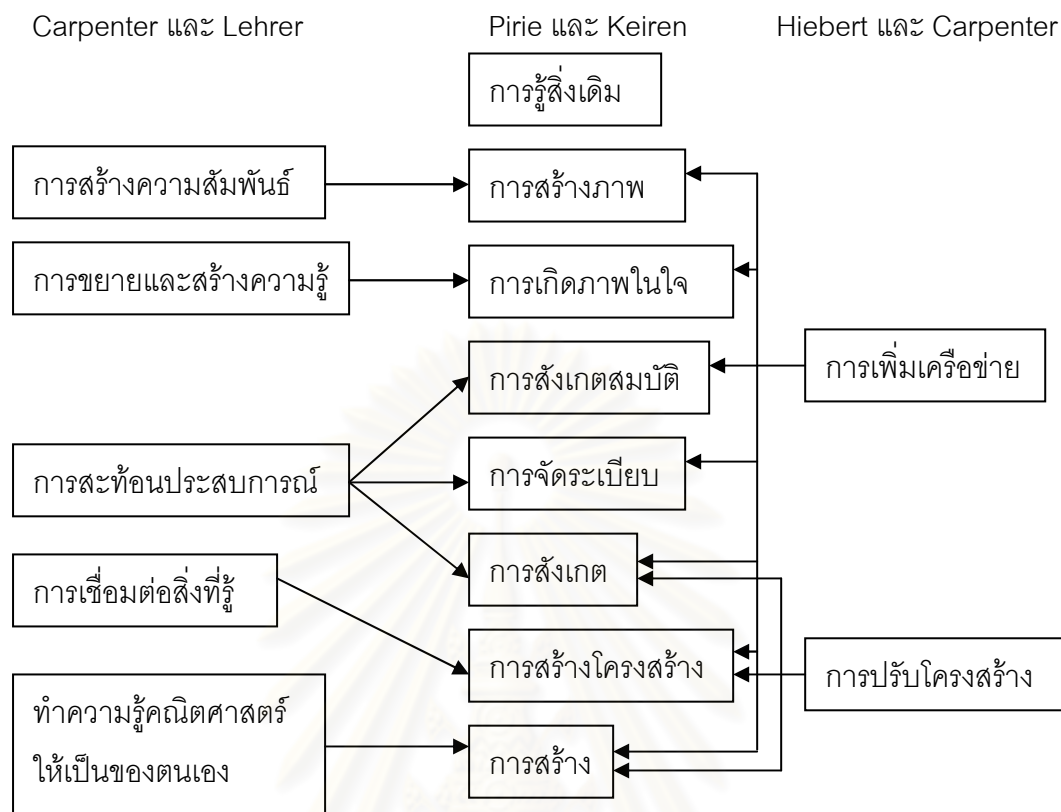 Carpenter และ Lehrer
Pirie และ Keiren
Hiebert และ Carpenter
การรู้สิ่งเดิม
การสร้างความสัมพันธ์
การสร้างภาพ
การขยายและสร้างความรู้
การเกิดภาพในใจ
การสังเกตสมบัติ
การเพิ่มเครือข่าย
การสะท้อนประสบการณ์
การจัดระเบียบ
การสังเกต
การเชื่อมต่อสิ่งที่รู้
การสร้างโครงสร้าง
การปรับโครงสร้าง
ทำความรู้คณิตศาสตร์
ให้เป็นของตนเอง
การสร้าง